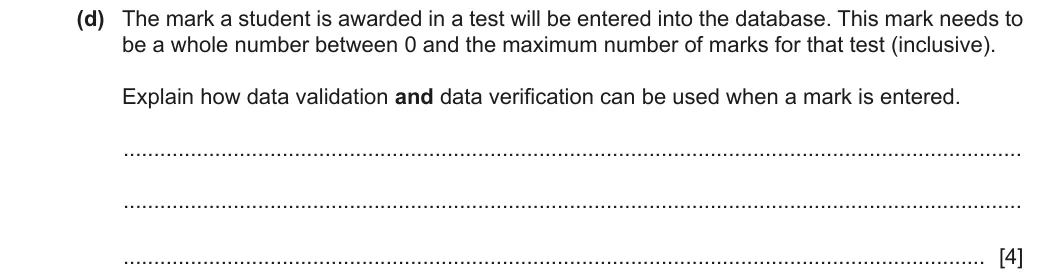 (d) The mark a student is awarded in a test will be entered into the database. This mark needs to
be a whole number between 0 and the maximum number of marks for that test (inclusive).
Explain how data validation and data verification can be used when a mark is entered.
...................................................................................................................................................
...................................................................................................................................................
............................................................................................................................................. [4]